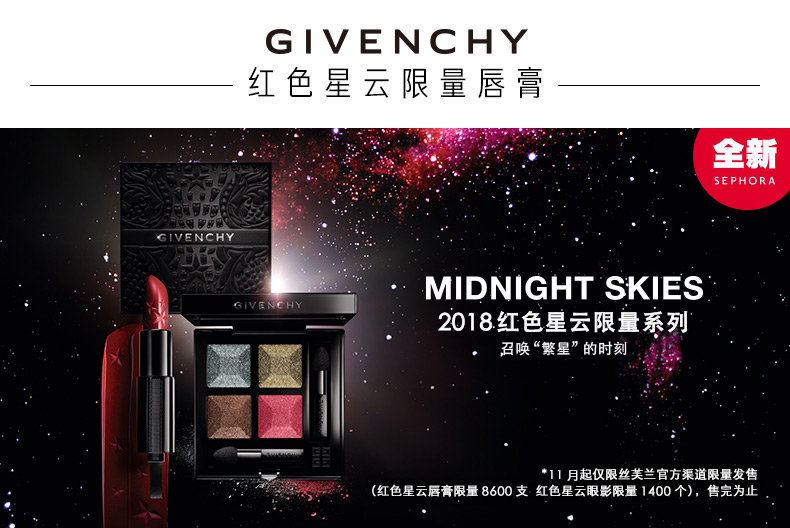 GIVENCHY
红色星云限量唇膏
全新
SEPHORA
GIVENCHY
GIVENCHY
MIDNIGHT SKIES
2018红色星云限量系列
召唤“繁星”的时刻
*11月起仅限丝芙兰官方渠道限量发售
（红色星云唇膏限量8600支 红色星云眼影限量1400个），售完为止